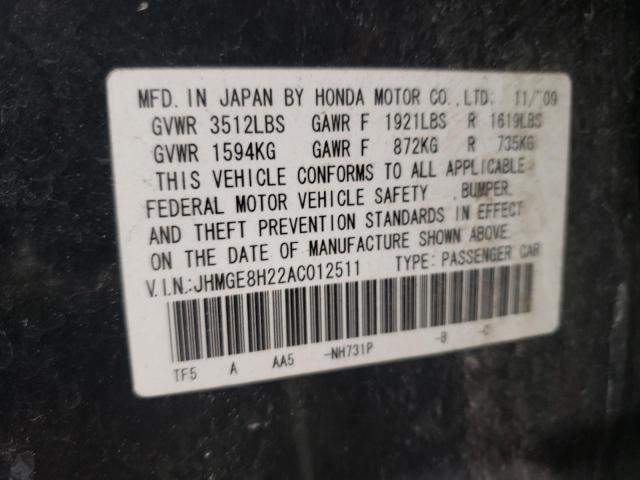 MFD. IN JAPAN BY HONDA MOTOR CO.,LTD: 11/'09
GVWR 3512LBS GAWR F 1921LBS R 1619LBS
GVWR 1594KG GAWR F 872KG R 735KG
THIS VEHICLE CONFORMS TO ALL APPLICABLE
FEDERAL MOTOR VEHICLE SAFETY , BUMPER,
AND THEFT PREVENTION STANDARDS IN EFFECT
ON THE DATE OF MANUFACTURE SHOWN ABOVE.
V.I.N.:JHMGE8H22AC012511 TYPE: PASSENGER CAR
TF5 A AA5 -NH731P -B -C